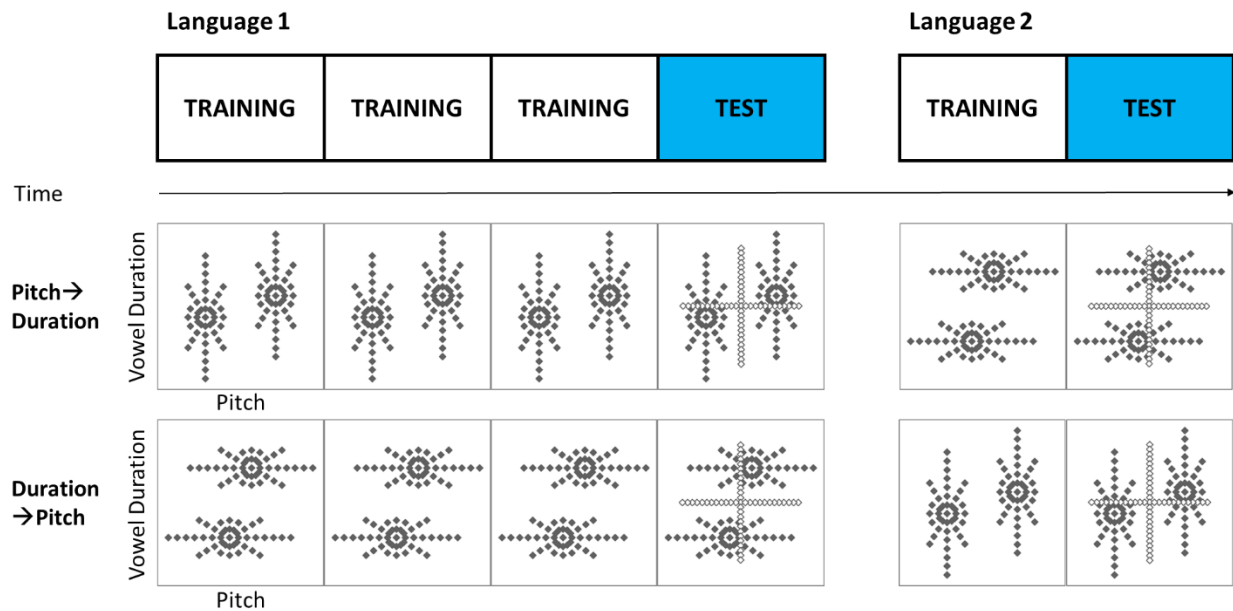 Language 1
Language 2
TRAINING
TRAINING
TRAINING
TEST
TRAINING
TEST
Time
Pitch→
Duration
Vowel Duration
Pitch
Duration
→Pitch
Vowel Duration
Pitch